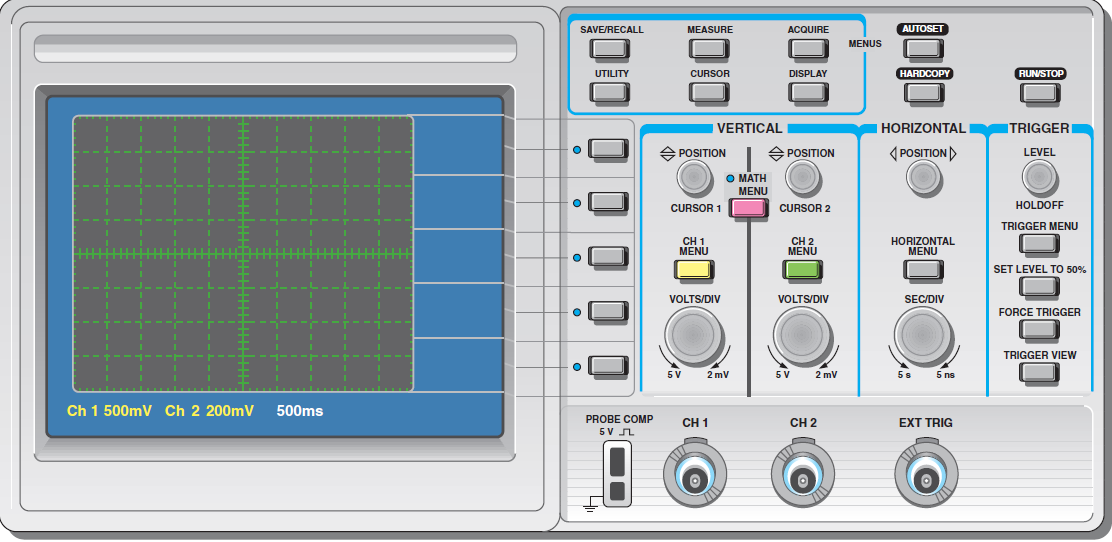 SAVE/RECALL MEASURE ACQUIRE AUTOSET
MENUS
UTILITY CURSOR DISPLAY HARDCOPY RUN/STOP
VERTICAL HORIZONTAL TRIGGER
POSITION POSITION POSITION LEVEL
MATH
MENU
CURSOR 1 CURSOR 2 HOLDOFF
TRIGGER MENU
CH 1
MENU
CH 2
MENU
HORIZONTAL
MENU
SET LEVEL TO 50%
VOLTS/DIV VOLTS/DIV SEC/DIV FORCE TRIGGER
TRIGGER VIEW
5 V 2 mV 5 V 2 mV 5 s 5 ns
Ch 1 500mV Ch 2 200mV 500ms
PROBE COMP
5 V
CH 1 CH 2 EXT TRIG